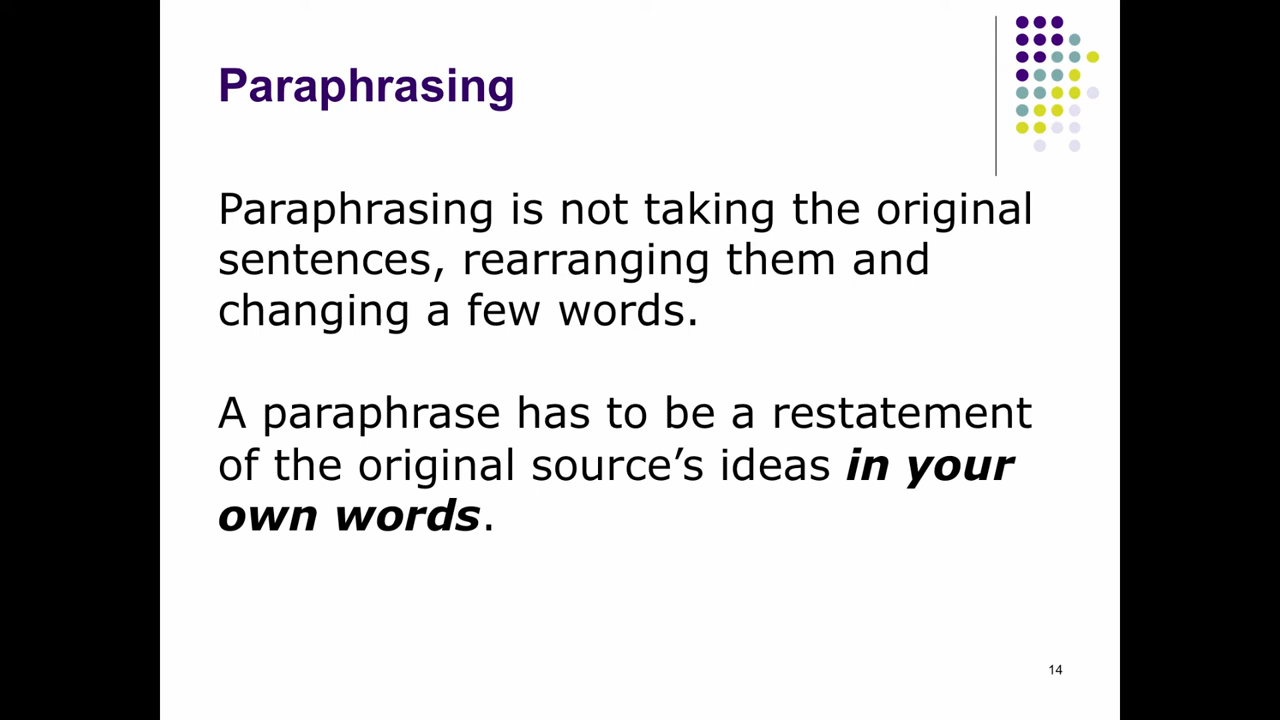 Paraphrasing
Paraphrasing is not taking the original
sentences, rearranging them and
changing a few words.
A paraphrase has to be a restatement
of the original source’s ideas in your
own words.
14